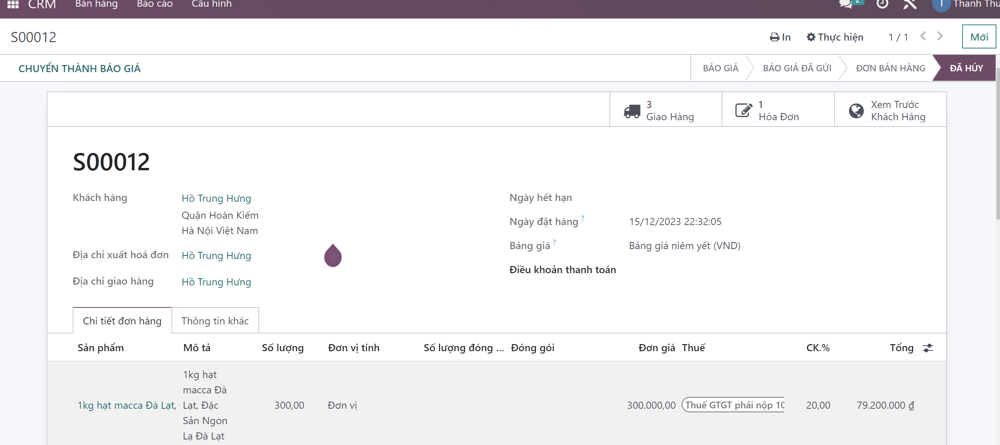 CRM Bán hàng Báo cáo Cấu hình 2 T Thanh Thư
S00012 In Thực hiện 1 / 1 Mới
CHUYỂN THÀNH BÁO GIÁ BÁO GIÁ BÁO GIÁ ĐÃ GỬI ĐƠN BÁN HÀNG ĐÃ HỦY
3 Giao Hàng
1 Hóa Đơn
Xem Trước Khách Hàng
S00012
Khách hàng Hồ Trung Hưng
Quận Hoàn Kiếm
Hà Nội Việt Nam
Địa chỉ xuất hoá đơn Hồ Trung Hưng
Địa chỉ giao hàng Hồ Trung Hưng
Ngày hết hạn
Ngày đặt hàng ? 15/12/2023 22:32:05
Bảng giá ? Bảng giá niêm yết (VND)
Điều khoản thanh toán
Chi tiết đơn hàng Thông tin khác
Sản phẩm Mô tả Số lượng Đơn vị tính Số lượng đóng ... Đóng gói Đơn giá Thuế CK.% Tổng
1kg hạt macca Đà Lạt,
1kg hạt
macca Đà
Lạt, Đặc
Sản Ngon
Lạ Đà Lạt
300,00 Đơn vị 300.000,00 Thuế GTGT phải nộp 10 20,00 79.200.000 ₫